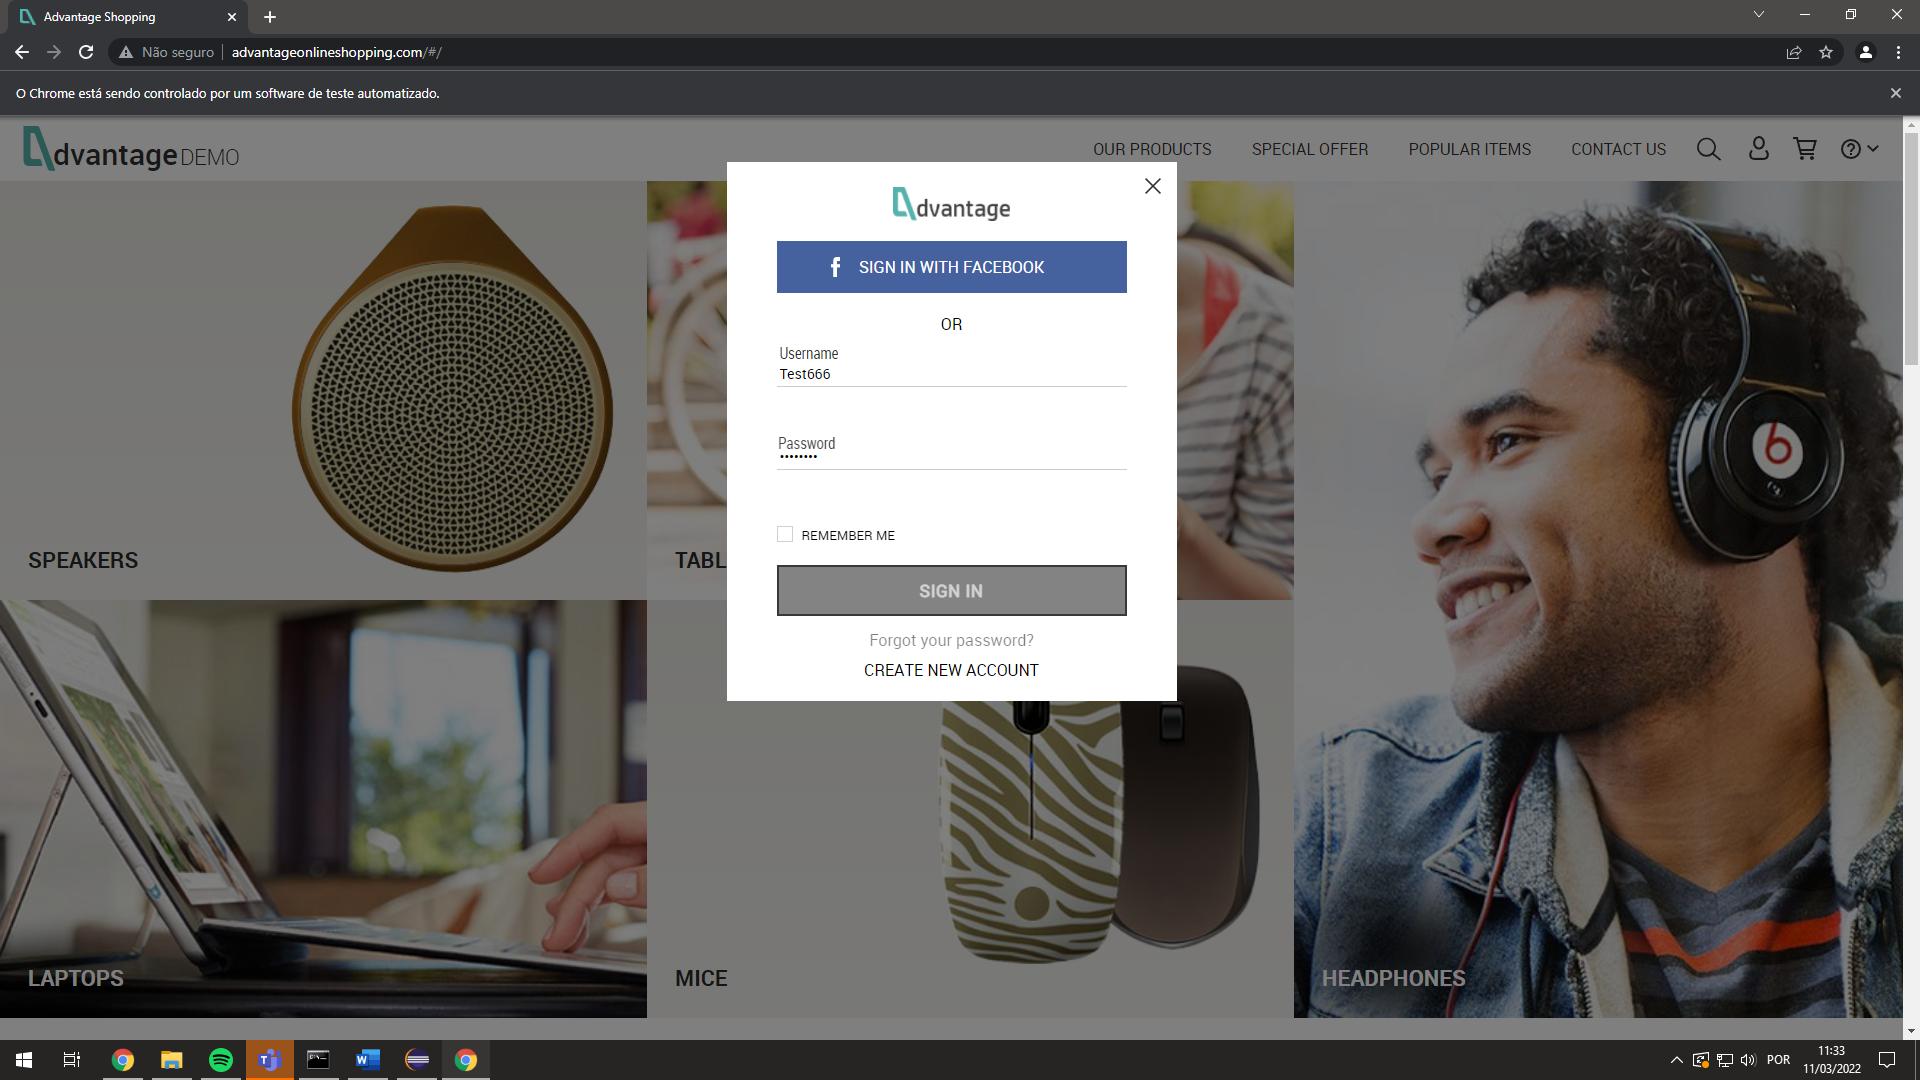 Advantage Shopping
Não seguro
advantageonlineshopping.com/#/
O Chrome está sendo controlado por um software de teste automatizado.
dvantage DEMO
OUR PRODUCTS
SPECIAL OFFER
POPULAR ITEMS
CONTACT US
dvantage
SIGN IN WITH FACEBOOK
OR
Username
Test666
Password
••••••••
REMEMBER ME
SIGN IN
Forgot your password?
CREATE NEW ACCOUNT
SPEAKERS
TABL
LAPTOPS
MICE
HEADPHONES
POR
11:33
11/03/2022